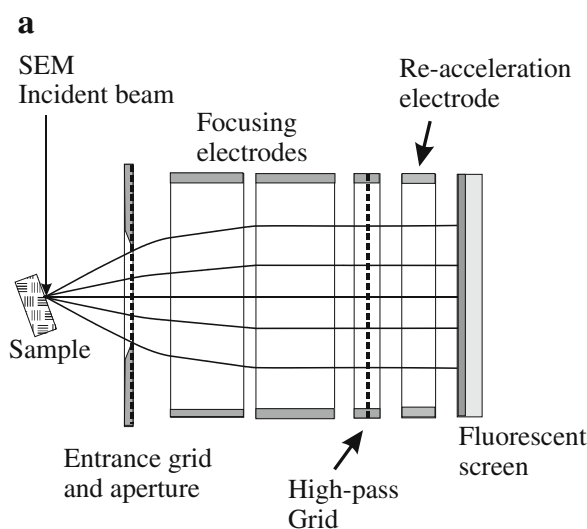 a
SEM
Incident beam
Re-acceleration
electrode
Focusing
electrodes
Sample
Entrance grid
and aperture
High-pass
Grid
Fluorescent
screen